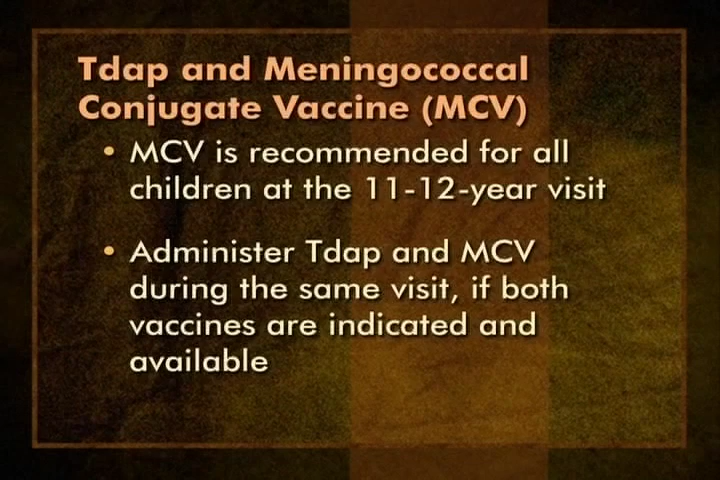 Tdap and Meningococcal
Conjugate Vaccine (MCV)
• MCV is recommended for all
children at the 11-12-year visit
• Administer Tdap and MCV
during the same visit, if both
vaccines are indicated and
available